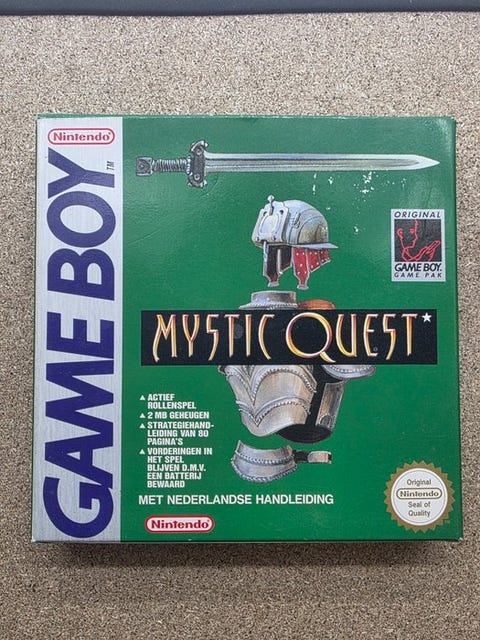 Nintendo
GAME BOY
TM
ORIGINAL
GAME BOY
GAME PAK
MYSTIC QUEST*
▲ ACTIEF
ROLLENSPEL
▲ 2 MB GEHEUGEN
▲ STRATEGIEHAND-
LEIDING VAN 80
PAGINA'S
▲ VORDERINGEN IN
HET SPEL
BLIJVEN D.M.V.
EEN BATTERIJ
BEWAARD
MET NEDERLANDSE HANDLEIDING
Nintendo
Original
Nintendo
Seal of
Quality